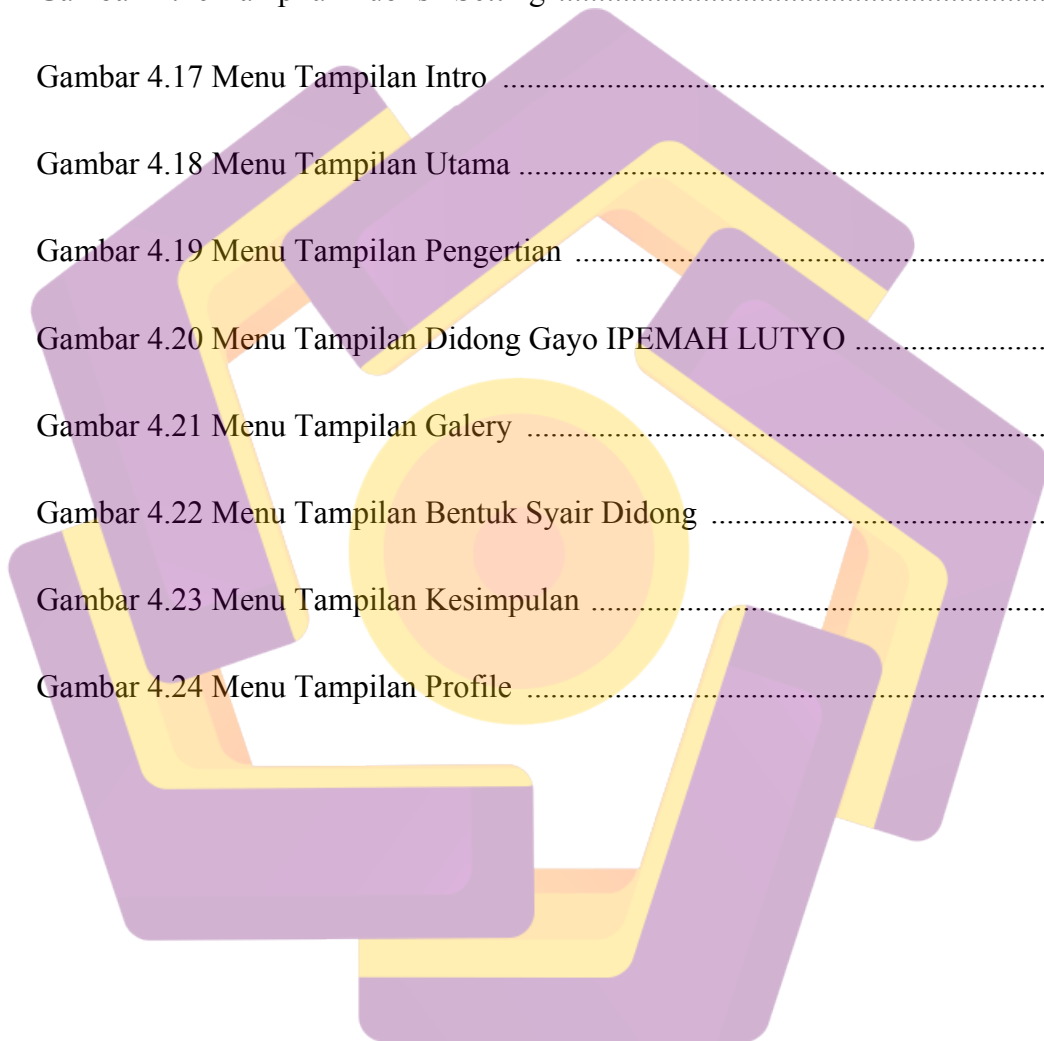 Gambar 4.17 Menu Tampilan Intro ........................................................................
Gambar 4.18 Menu Tampilan Utama ......................................................................
Gambar 4.19 Menu Tampilan Pengertian ..............................................................
Gambar 4.20 Menu Tampilan Didong Gayo IPEMAH LUTYO .........................
Gambar 4.21 Menu Tampilan Galery .....................................................................
Gambar 4.22 Menu Tampilan Bentuk Syair Didong ............................................
Gambar 4.23 Menu Tampilan Kesimpulan ............................................................
Gambar 4.24 Menu Tampilan Profile .....................................................................